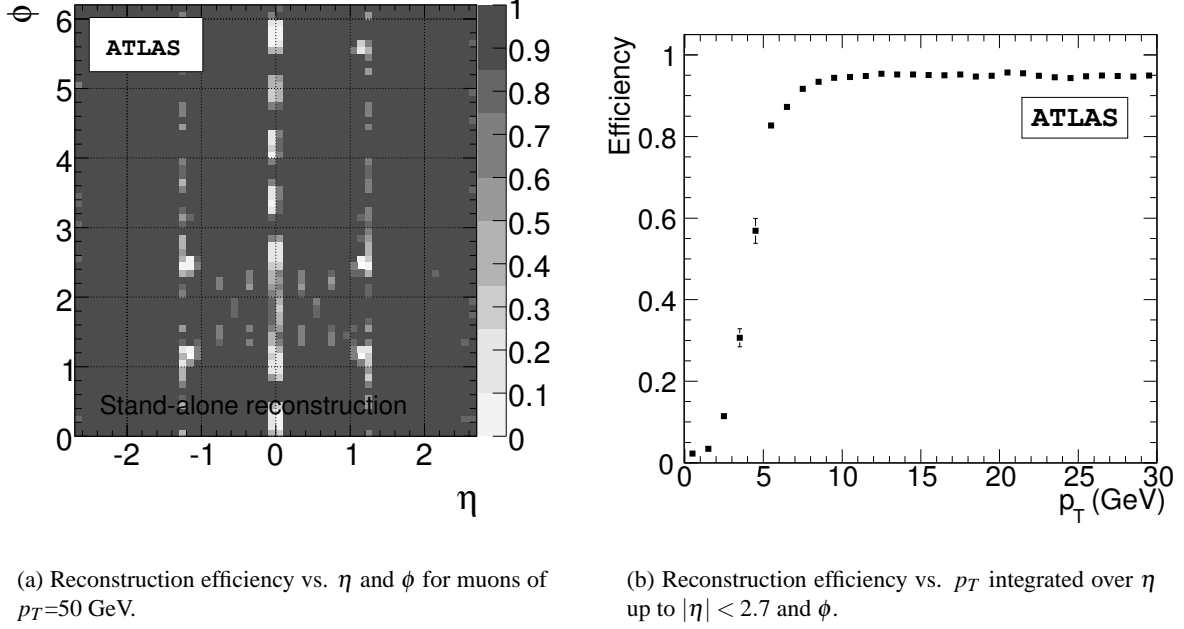 ϕ
6
5
4
3
2
1
0
ATLAS
Stand-alone reconstruction
-2 -1 0 1 2
η
1
0.9
0.8
0.7
0.6
0.5
0.4
0.3
0.2
0.1
0
Efficiency
1
0.8
0.6
0.4
0.2
0
ATLAS
0 5 10 15 20 25 30
p_T (GeV)
(a) Reconstruction efficiency vs. η and ϕ for muons of
p_T=50 GeV.
(b) Reconstruction efficiency vs. p_T integrated over η
up to |η| < 2.7 and ϕ.